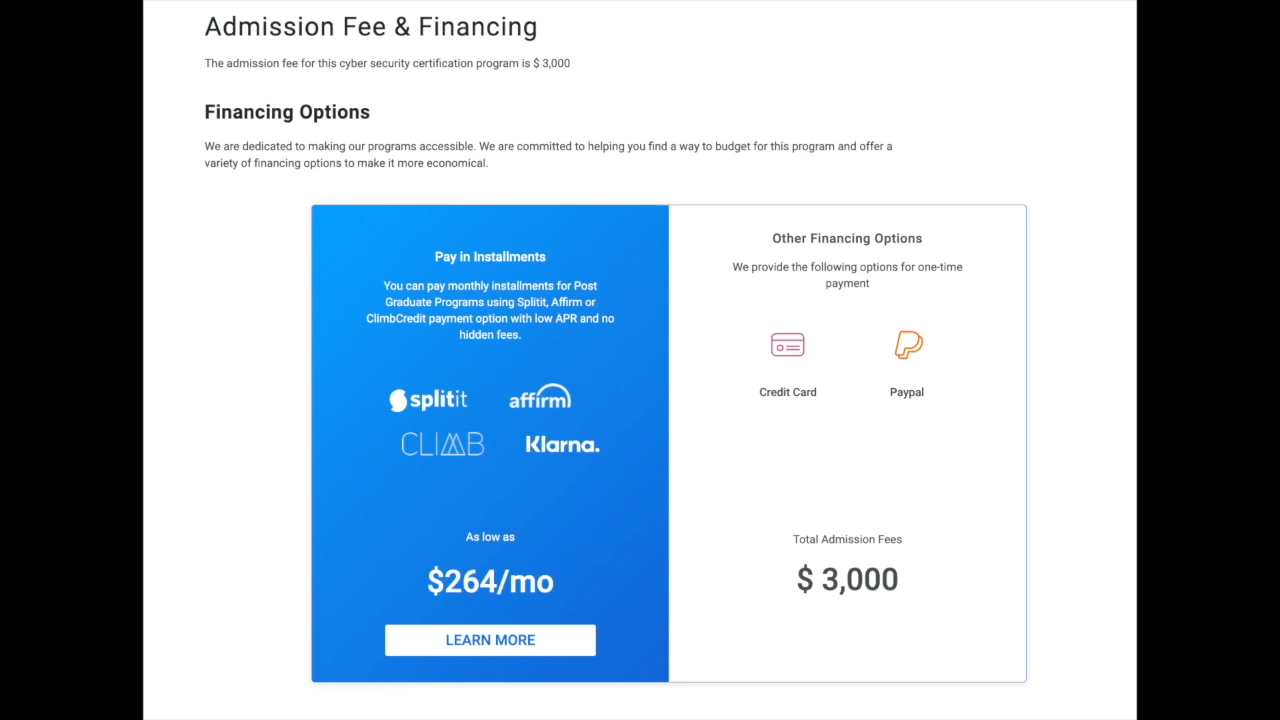 Admission Fee & Financing
The admission fee for this cyber security certification program is $ 3,000
Financing Options
We are dedicated to making our programs accessible. We are committed to helping you find a way to budget for this program and offer a
variety of financing options to make it more economical.
Pay in Installments
You can pay monthly installments for Post
Graduate Programs using Splitit, Affirm or
ClimbCredit payment option with low APR and no
hidden fees.
splitit affirm
CLIMB Klarna.
As low as
$264/mo
LEARN MORE
Other Financing Options
We provide the following options for one-time
payment
Credit Card Paypal
Total Admission Fees
$ 3,000